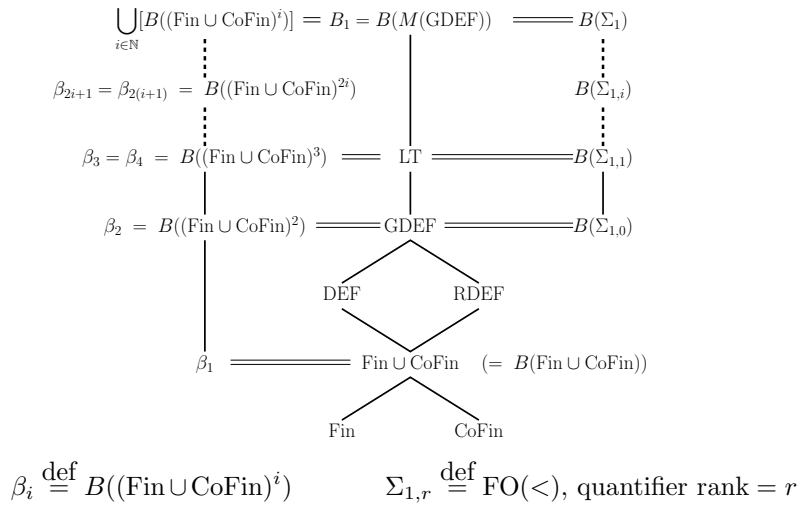 ⋃_{i∈ℕ}[B((Fin ∪ CoFin)^i)] = B_1 = B(M(GDEF)) B(Σ_1)
β_{2i+1} = β_{2(i+1)} = B((Fin ∪ CoFin)^{2i}) B(Σ_{1,i})
β_3 = β_4 = B((Fin ∪ CoFin)^3) LT B(Σ_{1,1})
β_2 = B((Fin ∪ CoFin)^2) GDEF B(Σ_{1,0})
DEF RDEF
β_1 Fin ∪ CoFin (= B(Fin ∪ CoFin))
Fin CoFin
β_i def= B((Fin ∪ CoFin)^i) Σ_{1,r} def= FO(<), quantifier rank = r